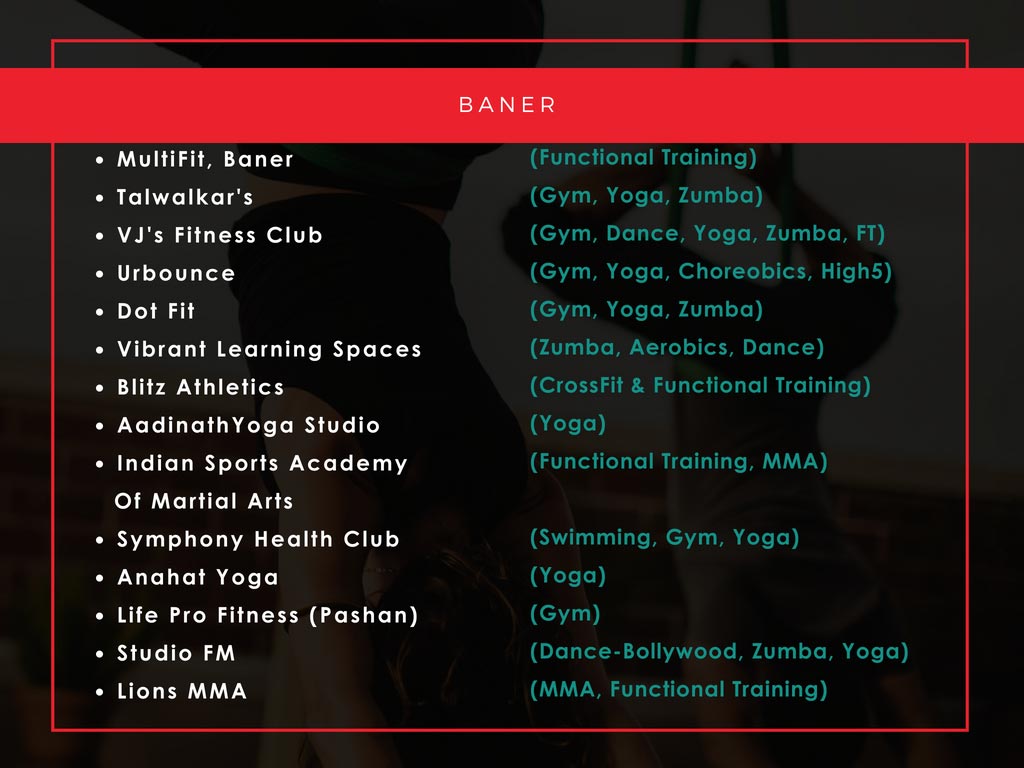 BANER
• MultiFit, Baner (Functional Training)
• Talwalkar's (Gym, Yoga, Zumba)
• VJ's Fitness Club (Gym, Dance, Yoga, Zumba, FT)
• Urbounce (Gym, Yoga, Choreobics, High5)
• Dot Fit (Gym, Yoga, Zumba)
• Vibrant Learning Spaces (Zumba, Aerobics, Dance)
• Blitz Athletics (CrossFit & Functional Training)
• AadinathYoga Studio (Yoga)
• Indian Sports Academy (Functional Training, MMA)
Of Martial Arts
• Symphony Health Club (Swimming, Gym, Yoga)
• Anahat Yoga (Yoga)
• Life Pro Fitness (Pashan) (Gym)
• Studio FM (Dance-Bollywood, Zumba, Yoga)
• Lions MMA (MMA, Functional Training)